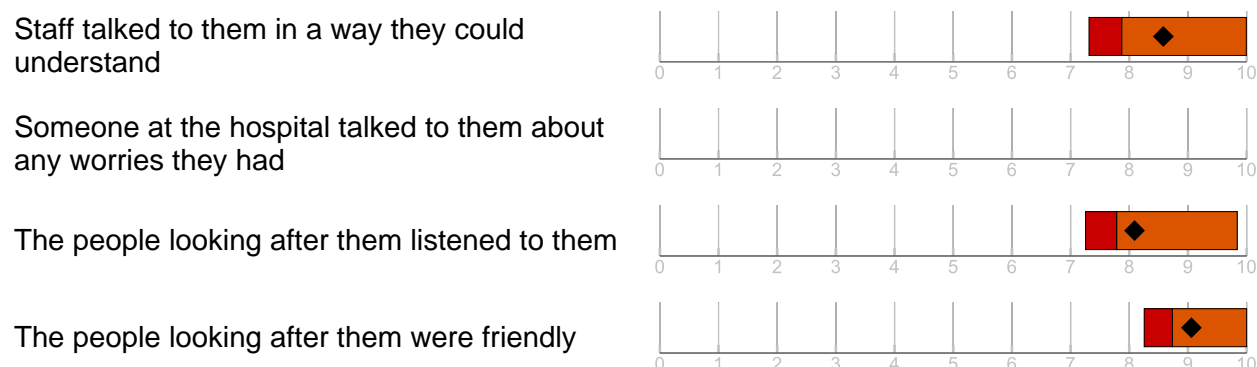 Staff talked to them in a way they could
understand
0 1 2 3 4 5 6 7 8 9 10
Someone at the hospital talked to them about
any worries they had
0 1 2 3 4 5 6 7 8 9 10
The people looking after them listened to them
0 1 2 3 4 5 6 7 8 9 10
The people looking after them were friendly
0 1 2 3 4 5 6 7 8 9 10